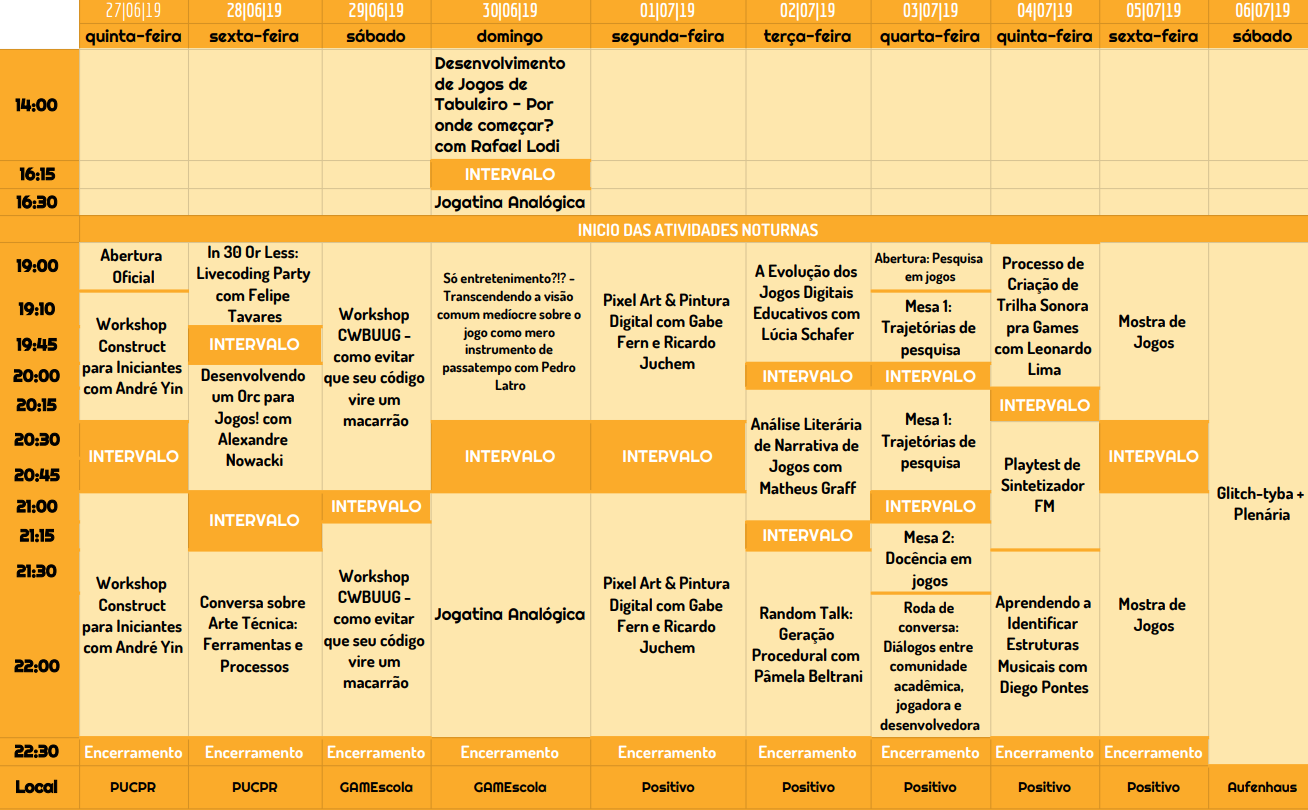 27|06|19 28|06|19 29|06|19 30|06|19 01|07|19 02|07|19 03|07|19 04|07|19 05|07|19 06|07|19
quinta-feira sexta-feira sábado domingo segunda-feira terça-feira quarta-feira quinta-feira sexta-feira sábado
14:00
Desenvolvimento
de Jogos de
Tabuleiro - Por
onde começar?
com Rafael Lodi
16:15
INTERVALO
16:30
Jogatina Analógica
INICIO DAS ATIVIDADES NOTURNAS
19:00
19:10
19:45
20:00
20:15
20:30
20:45
21:00
21:15
21:30
22:00
Abertura
Oficial
Workshop
Construct
para Iniciantes
com André Yin
INTERVALO
Workshop
Construct
para Iniciantes
com André Yin
In 30 Or Less:
Livecoding Party
com Felipe
Tavares
INTERVALO
Desenvolvendo
um Orc para
Jogos! com
Alexandre
Nowacki
INTERVALO
Conversa sobre
Arte Técnica:
Ferramentas e
Processos
Workshop
CWBUUG -
como evitar
que seu código
vire um
macarrão
INTERVALO
Workshop
CWBUUG -
como evitar
que seu código
vire um
macarrão
Só entretenimento?!? -
Transcendendo a visão
comum medíocre sobre o
jogo como mero
instrumento de
passatempo com Pedro
Latro
INTERVALO
Jogatina Analógica
Pixel Art & Pintura
Digital com Gabe
Fern e Ricardo
Juchem
INTERVALO
Pixel Art & Pintura
Digital com Gabe
Fern e Ricardo
Juchem
A Evolução dos
Jogos Digitais
Educativos com
Lúcia Schafer
INTERVALO
Análise Literária
de Narrativa de
Jogos com
Matheus Graff
INTERVALO
Random Talk:
Geração
Procedural com
Pâmela Beltrani
Abertura: Pesquisa
em jogos
Mesa 1:
Trajetórias de
pesquisa
INTERVALO
Mesa 1:
Trajetórias de
pesquisa
INTERVALO
Mesa 2:
Docência em
jogos
Roda de
conversa:
Diálogos entre
comunidade
acadêmica,
jogadora e
desenvolvedora
Processo de
Criação de
Trilha Sonora
pra Games
com Leonardo
Lima
INTERVALO
Playtest de
Sintetizador
FM
Aprendendo a
Identificar
Estruturas
Musicais com
Diego Pontes
Mostra de
Jogos
INTERVALO
Mostra de
Jogos
Glitch-tyba +
Plenária
22:30 Encerramento Encerramento Encerramento Encerramento Encerramento Encerramento Encerramento Encerramento Encerramento
Local PUCPR PUCPR GAMEscola GAMEscola Positivo Positivo Positivo Positivo Positivo Aufenhaus